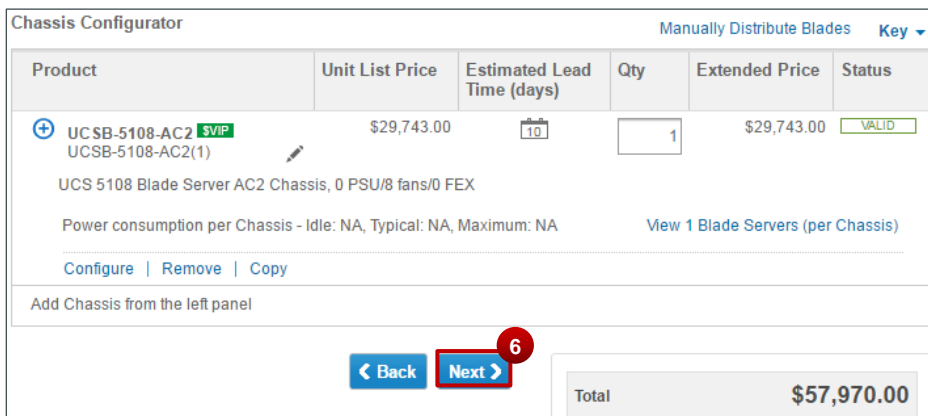 Chassis Configurator
Manually Distribute Blades Key
Product Unit List Price Estimated Lead Time (days) Qty Extended Price Status
UCSB-5108-AC2 $VIP $29,743.00 10 1 $29,743.00 VALID
UCSB-5108-AC2(1)
UCS 5108 Blade Server AC2 Chassis, 0 PSU/8 fans/0 FEX
Power consumption per Chassis - Idle: NA, Typical: NA, Maximum: NA View 1 Blade Servers (per Chassis)
Configure | Remove | Copy
Add Chassis from the left panel
6
Back Next
Total $57,970.00